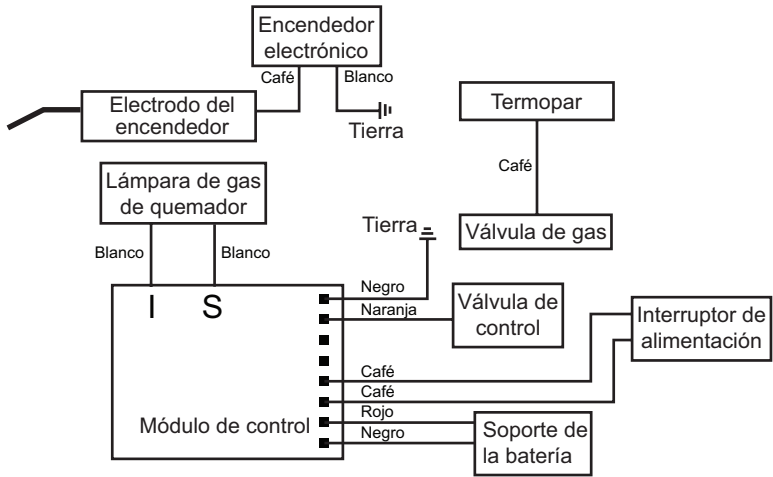 Encendedor
electrónico
Café
Blanco
Electrodo del
encendedor
Tierra
Termopar
Café
Válvula de gas
Lámpara de gas
de quemador
Blanco
Blanco
Tierra
I
S
Negro
Naranja
Válvula de
control
Interruptor de
alimentación
Café
Café
Rojo
Negro
Módulo de control
Soporte de
la batería